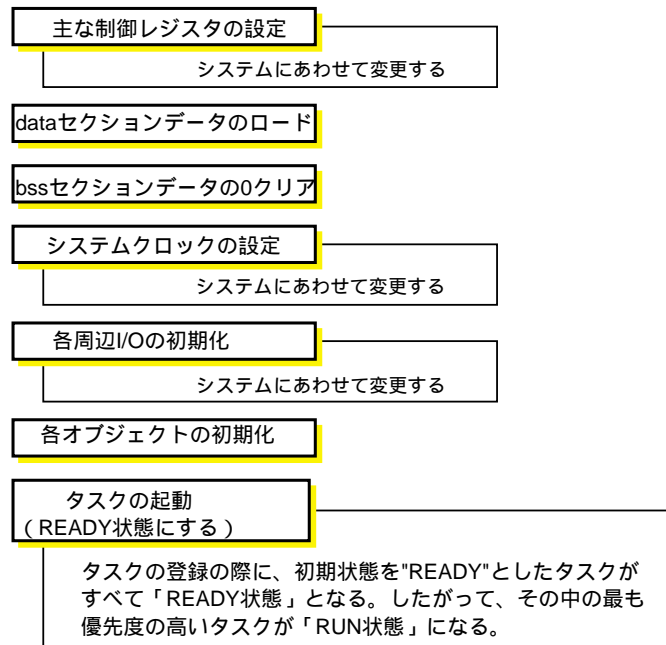 主な制御レジスタの設定
システムにあわせて変更する
dataセクションデータのロード
bssセクションデータの0クリア
システムクロックの設定
システムにあわせて変更する
各周辺I/Oの初期化
システムにあわせて変更する
各オブジェクトの初期化
タスクの起動
（READY状態にする）
タスクの登録の際に、初期状態を"READY"としたタスクが
すべて「READY状態」となる。したがって、その中の最も
優先度の高いタスクが「RUN状態」になる。